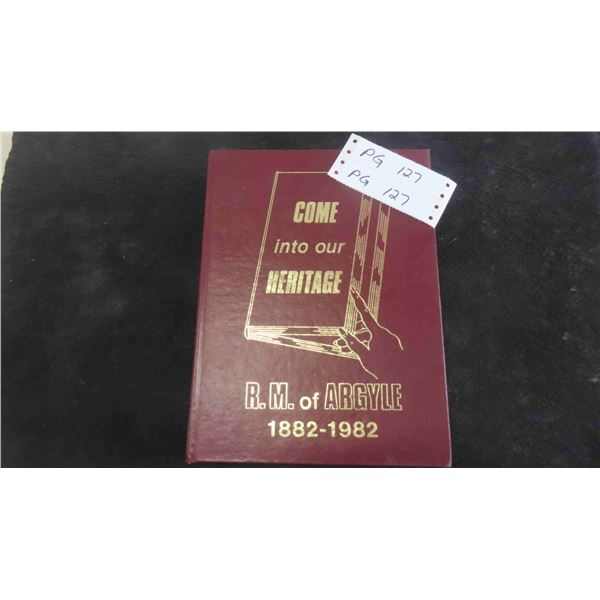 PG 127
PG 127
COME
into our
HERITAGE
R.M. of ARGYLE
1882-1982